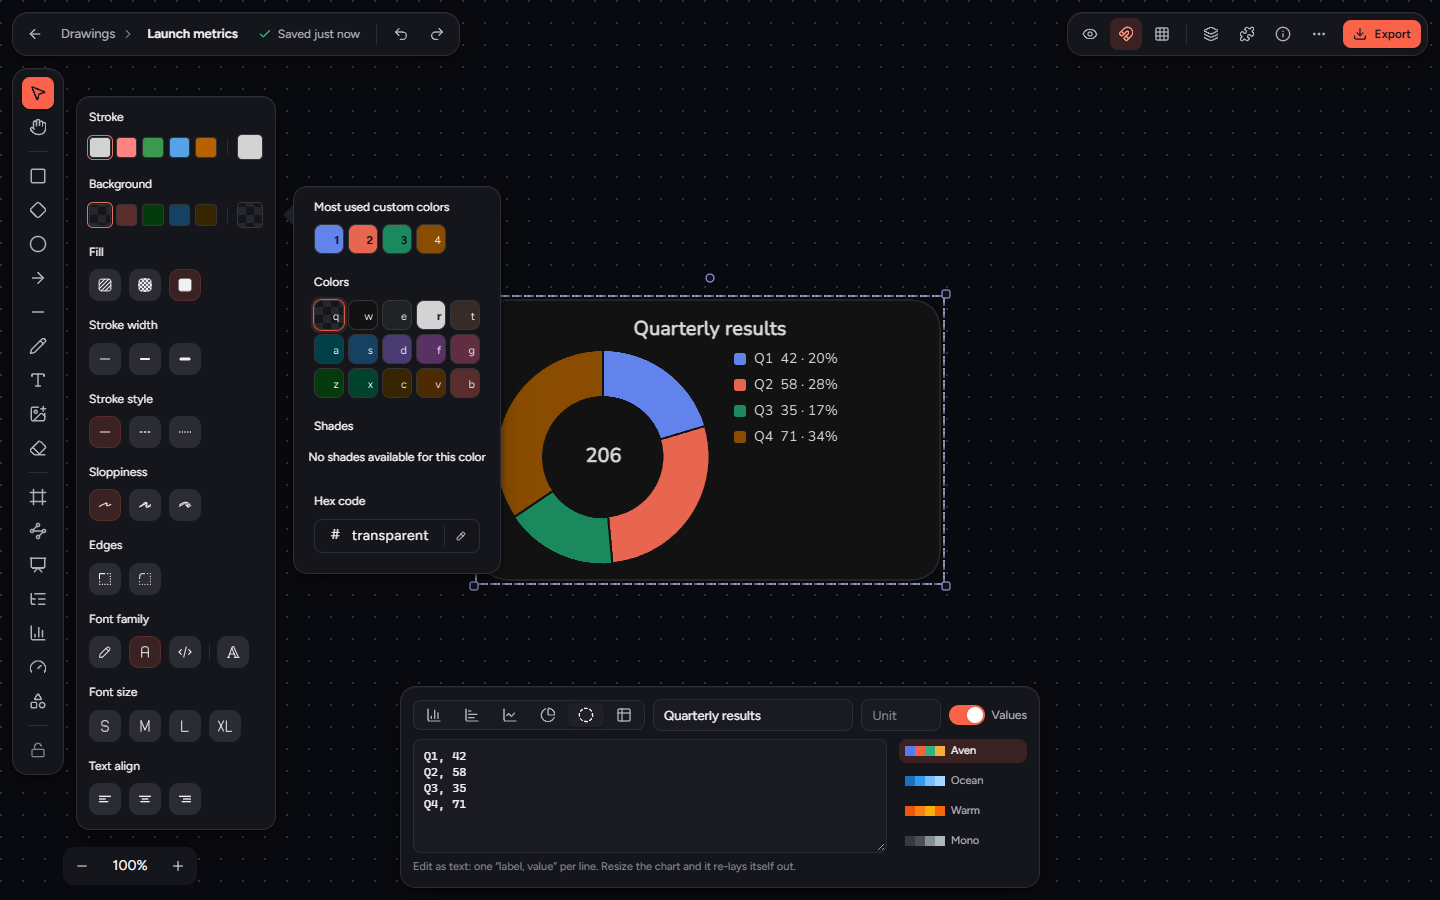 Drawings
Launch metrics
Saved just now
Export
Stroke
Background
Fill
Stroke width
Stroke style
Sloppiness
Edges
Font family
Font size
S M L XL
Text align
100%
Most used custom colors
1 2 3 4
Colors
q w e r t
a s d f g
z x c v b
Shades
No shades available for this color
Hex code
# transparent
Quarterly results
Q1 42 · 20%
Q2 58 · 28%
Q3 35 · 17%
Q4 71 · 34%
206
Quarterly results
Unit
Values
Q1, 42
Q2, 58
Q3, 35
Q4, 71
Aven
Ocean
Warm
Mono
Edit as text: one “label, value” per line. Resize the chart and it re-lays itself out.